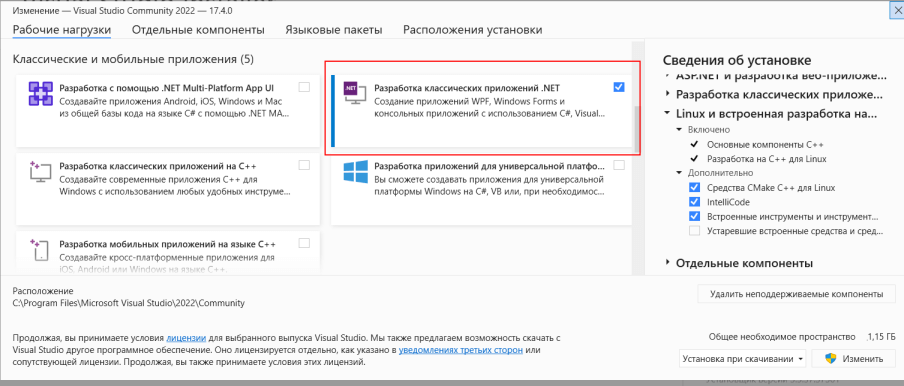 Изменение — Visual Studio Community 2022 — 17.4.0
Рабочие нагрузки Отдельные компоненты Языковые пакеты Расположения установки
Классические и мобильные приложения (5)
Разработка с помощью .NET Multi-Platform App UI
Создавайте приложения Android, iOS, Windows и Mac
из общей базы кода на языке C# с помощью .NET MA...
Разработка классических приложений .NET
Создание приложений WPF, Windows Forms и
консольных приложений с использованием C#, Visual...
Разработка классических приложений на C++
Создавайте современные приложения C++ для
Windows с использованием любых удобных инструме...
Разработка приложений для универсальной платфо...
Вы сможете создавать приложения для универсальной
платформы Windows на C#, VB или, при необходимос...
Разработка мобильных приложений на языке C++
Создавайте кросс-платформенные приложения для
iOS, Android или Windows на языке C++.
Сведения об установке
ASP.NET и разработка веб-приложе...
Разработка классических приложе...
Linux и встроенная разработка на...
Включено
Основные компоненты C++
Разработка на C++ для Linux
Дополнительно
Средства CMake C++ для Linux
IntelliCode
Встроенные инструменты и инструмент...
Устаревшие встроенные средства и сред...
Отдельные компоненты
Расположение
C:\Program Files\Microsoft Visual Studio\2022\Community
Удалить неподдерживаемые компоненты
Продолжая, вы принимаете условия лицензии для выбранного выпуска Visual Studio. Мы также предлагаем возможность скачать с
Visual Studio другое программное обеспечение. Оно лицензируется отдельно, как указано в уведомлениях третьих сторон или
сопутствующей лицензии. Продолжая, вы также принимаете условия этих лицензий.
Общее необходимое пространство 1,15 ГБ
Установка при скачивании Изменить